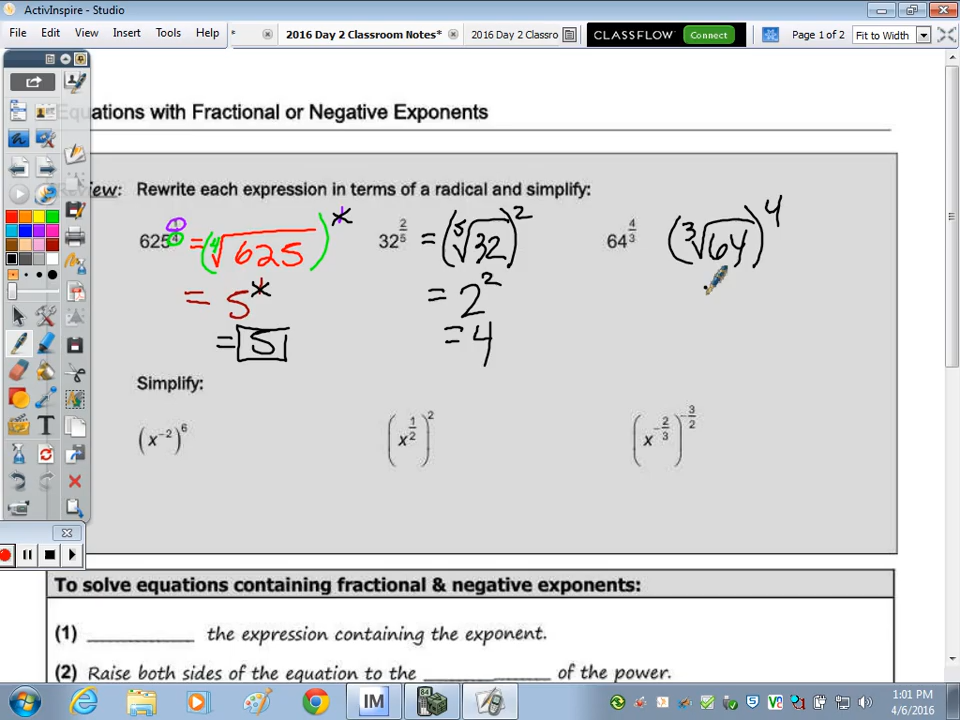 ActivInspire - Studio
File Edit View Insert Tools Help
2016 Day 2 Classroom Notes*
2016 Day 2 Classro
CLASSFLOW Connect
Page 1 of 2
Fit to Width
Equations with Fractional or Negative Exponents
Review: Rewrite each expression in terms of a radical and simplify:
625^(1/4) = (∜625)^*
= 5^*
= 5
32^(2/5) = (⁵√32)^2
= 2^2
= 4
64^(4/3) (³√64)^4
Simplify:
(x^-2)^6
(x^(1/2))^2
(x^(-2/3))^(-3/2)
To solve equations containing fractional & negative exponents:
(1) __________ the expression containing the exponent.
(2) Raise both sides of the equation to the ____________ of the power.
IM
84
V2
1:01 PM
4/6/2016